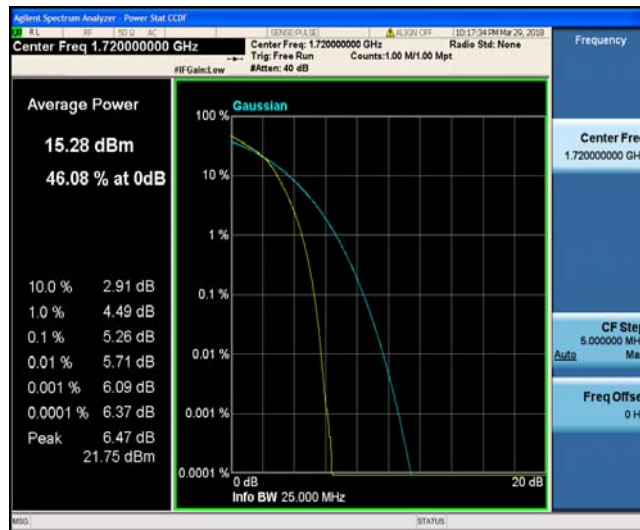 Agilent Spectrum Analyzer - Power Stat CCDF
RL RF 50 Ω AC SENSE:PULSE ALIGN OFF 10:17:34 PM Mar 29, 2018
Center Freq 1.720000000 GHz
Center Freq: 1.720000000 GHz
Radio Std: None
Trig: Free Run
Counts:1.00 M/1.00 Mpt
#IFGain:Low
#Atten: 40 dB
Average Power
15.28 dBm
46.08 % at 0dB
10.0 % 2.91 dB
1.0 % 4.49 dB
0.1 % 5.26 dB
0.01 % 5.71 dB
0.001 % 6.09 dB
0.0001 % 6.37 dB
Peak 6.47 dB
21.75 dBm
Gaussian
100 %
10 %
1 %
0.1 %
0.01 %
0.001 %
0.0001 %
0 dB
20 dB
Info BW 25.000 MHz
Frequency
Center Fre
1.720000000 GH
CF Step
5.000000 MH
Auto Ma
Freq Offse
0 H
MSG
STATUS